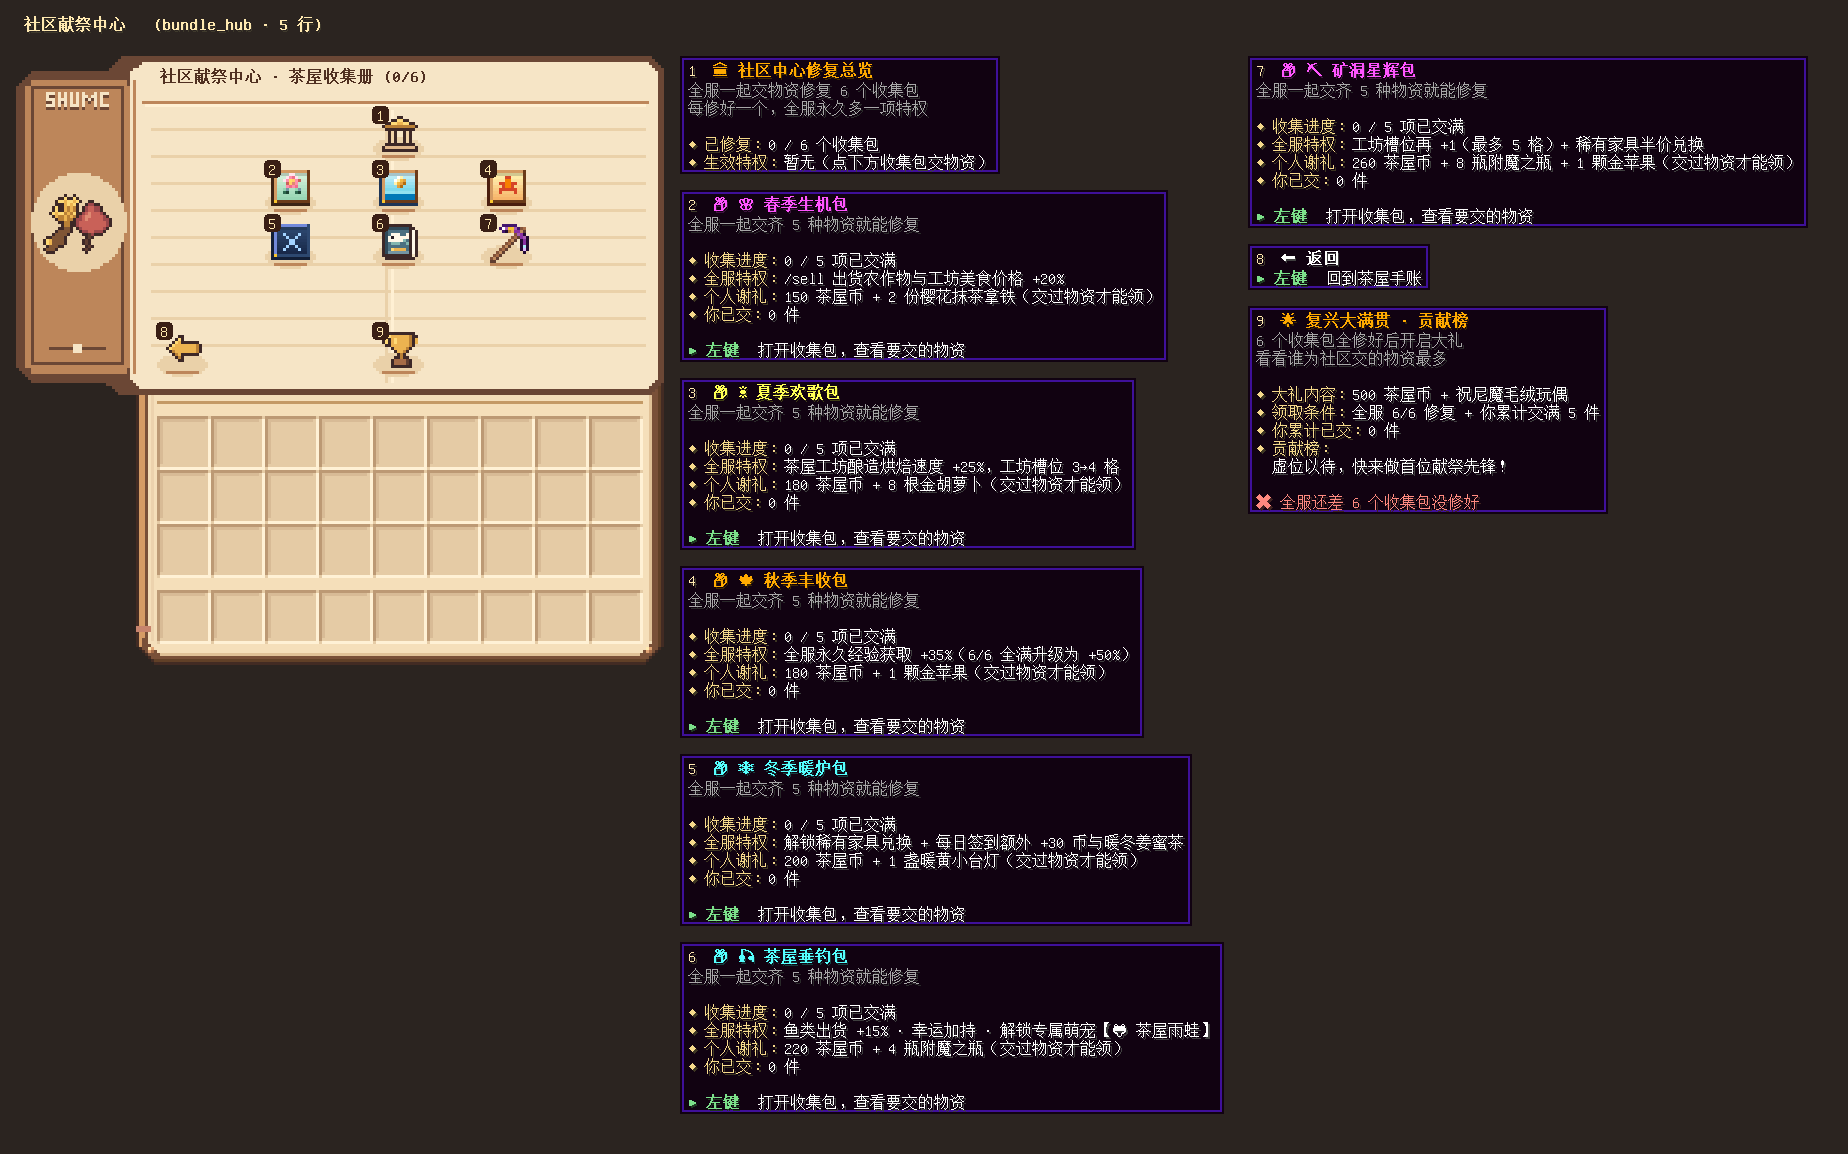 社区献祭中心 (bundle_hub · 5 行)
社区献祭中心 · 茶屋收集册 (0/6)
SHUMC
1
2
3
4
5
6
7
8
9
1 🏛 社区中心修复总览
全服一起交物资修复 6 个收集包
每修好一个, 全服永久多一项特权
◆ 已修复: 0 / 6 个收集包
◆ 生效特权: 暂无 (点下方收集包交物资)
2 春季生机包
全服一起交齐 5 种物资就能修复
◆ 收集进度: 0 / 5 项已交满
◆ 全服特权: /sell 出货农作物与工坊美食价格 +20%
◆ 个人谢礼: 150 茶屋币 + 2 份樱花抹茶拿铁 (交过物资才能领)
◆ 你已交: 0 件
▶ 左键 打开收集包, 查看要交的物资
3 夏季欢歌包
全服一起交齐 5 种物资就能修复
◆ 收集进度: 0 / 5 项已交满
◆ 全服特权: 茶屋工坊酿造烘焙速度 +25%, 工坊槽位 3→4 格
◆ 个人谢礼: 180 茶屋币 + 8 根金胡萝卜 (交过物资才能领)
◆ 你已交: 0 件
▶ 左键 打开收集包, 查看要交的物资
4 秋季丰收包
全服一起交齐 5 种物资就能修复
◆ 收集进度: 0 / 5 项已交满
◆ 全服特权: 全服永久经验获取 +35% (6/6 全满升级为 +50%)
◆ 个人谢礼: 180 茶屋币 + 1 颗金苹果 (交过物资才能领)
◆ 你已交: 0 件
▶ 左键 打开收集包, 查看要交的物资
5 ❄ 冬季暖炉包
全服一起交齐 5 种物资就能修复
◆ 收集进度: 0 / 5 项已交满
◆ 全服特权: 解锁稀有家具兑换 + 每日签到额外 +30 币与暖冬姜蜜茶
◆ 个人谢礼: 200 茶屋币 + 1 盏暖黄小台灯 (交过物资才能领)
◆ 你已交: 0 件
▶ 左键 打开收集包, 查看要交的物资
6 🎣 茶屋垂钓包
全服一起交齐 5 种物资就能修复
◆ 收集进度: 0 / 5 项已交满
◆ 全服特权: 鱼类出货 +15% · 幸运加持 · 解锁专属萌宠【🐸 茶屋雨蛙】
◆ 个人谢礼: 220 茶屋币 + 4 瓶附魔之瓶 (交过物资才能领)
◆ 你已交: 0 件
▶ 左键 打开收集包, 查看要交的物资
7 ⛏ 矿洞星辉包
全服一起交齐 5 种物资就能修复
◆ 收集进度: 0 / 5 项已交满
◆ 全服特权: 工坊槽位再 +1 (最多 5 格) + 稀有家具半价兑换
◆ 个人谢礼: 260 茶屋币 + 8 瓶附魔之瓶 + 1 颗金苹果 (交过物资才能领)
◆ 你已交: 0 件
▶ 左键 打开收集包, 查看要交的物资
8 ⬅ 返回
▶ 左键 回到茶屋手账
9 🌟 复兴大满贯 · 贡献榜
6 个收集包全修好后开启大礼
看看谁为社区交的物资最多
◆ 大礼内容: 500 茶屋币 + 祝尼魔毛绒玩偶
◆ 领取条件: 全服 6/6 修复 + 你累计交满 5 件
◆ 你累计已交: 0 件
◆ 贡献榜:
虚位以待, 快来做首位献祭先锋!
✖ 全服还差 6 个收集包没修好